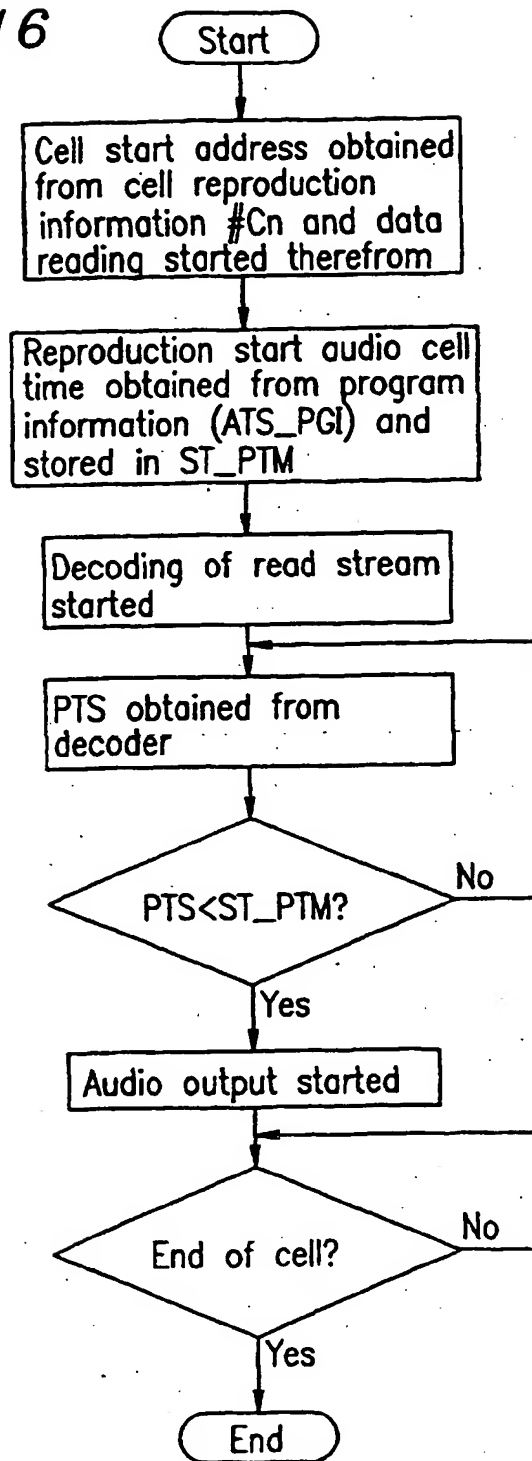 16
Start
Cell start address obtained
from cell reproduction
information #Cn and data
reading started therefrom
Reproduction start audio cell
time obtained from program
information (ATS_PGI) and
stored in ST_PTM
Decoding of read stream
started
PTS obtained from
decoder
PTS<ST_PTM?
No
Yes
Audio output started
End of cell?
No
Yes
End